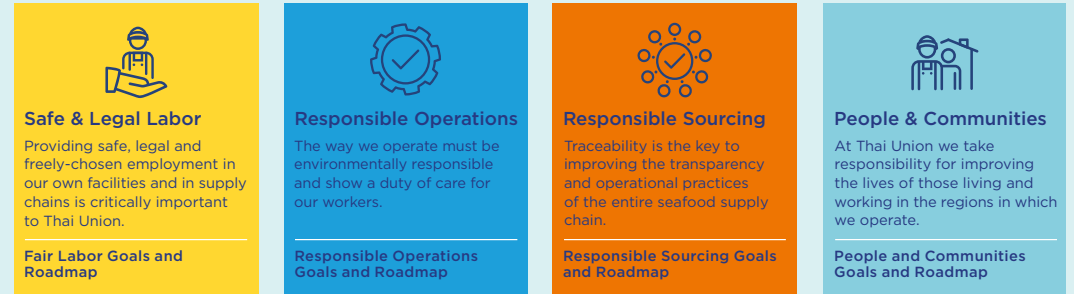 Safe & Legal Labor
Providing safe, legal and
freely-chosen employment in
our own facilities and in supply
chains is critically important
to Thai Union.
Fair Labor Goals and
Roadmap
Responsible Operations
The way we operate must be
environmentally responsible
and show a duty of care for
our workers.
Responsible Operations
Goals and Roadmap
Responsible Sourcing
Traceability is the key to
improving the transparency
and operational practices
of the entire seafood supply
chain.
Responsible Sourcing Goals
and Roadmap
People & Communities
At Thai Union we take
responsibility for improving
the lives of those living and
working in the regions in which
we operate.
People and Communities
Goals and Roadmap